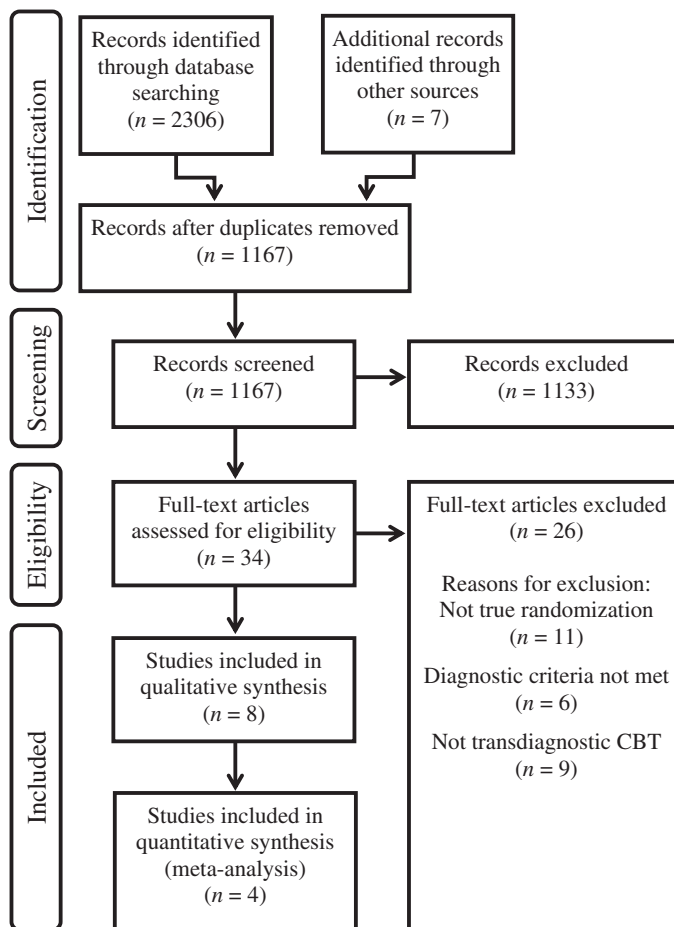 Identification
Records identified
through database
searching
(n = 2306)
Additional records
identified through
other sources
(n = 7)
Records after duplicates removed
(n = 1167)
Screening
Records screened
(n = 1167)
Records excluded
(n = 1133)
Eligibility
Full-text articles
assessed for eligibility
(n = 34)
Full-text articles excluded
(n = 26)
Reasons for exclusion:
Not true randomization
(n = 11)
Diagnostic criteria not met
(n = 6)
Not transdiagnostic CBT
(n = 9)
Included
Studies included in
qualitative synthesis
(n = 8)
Studies included in
quantitative synthesis
(meta-analysis)
(n = 4)